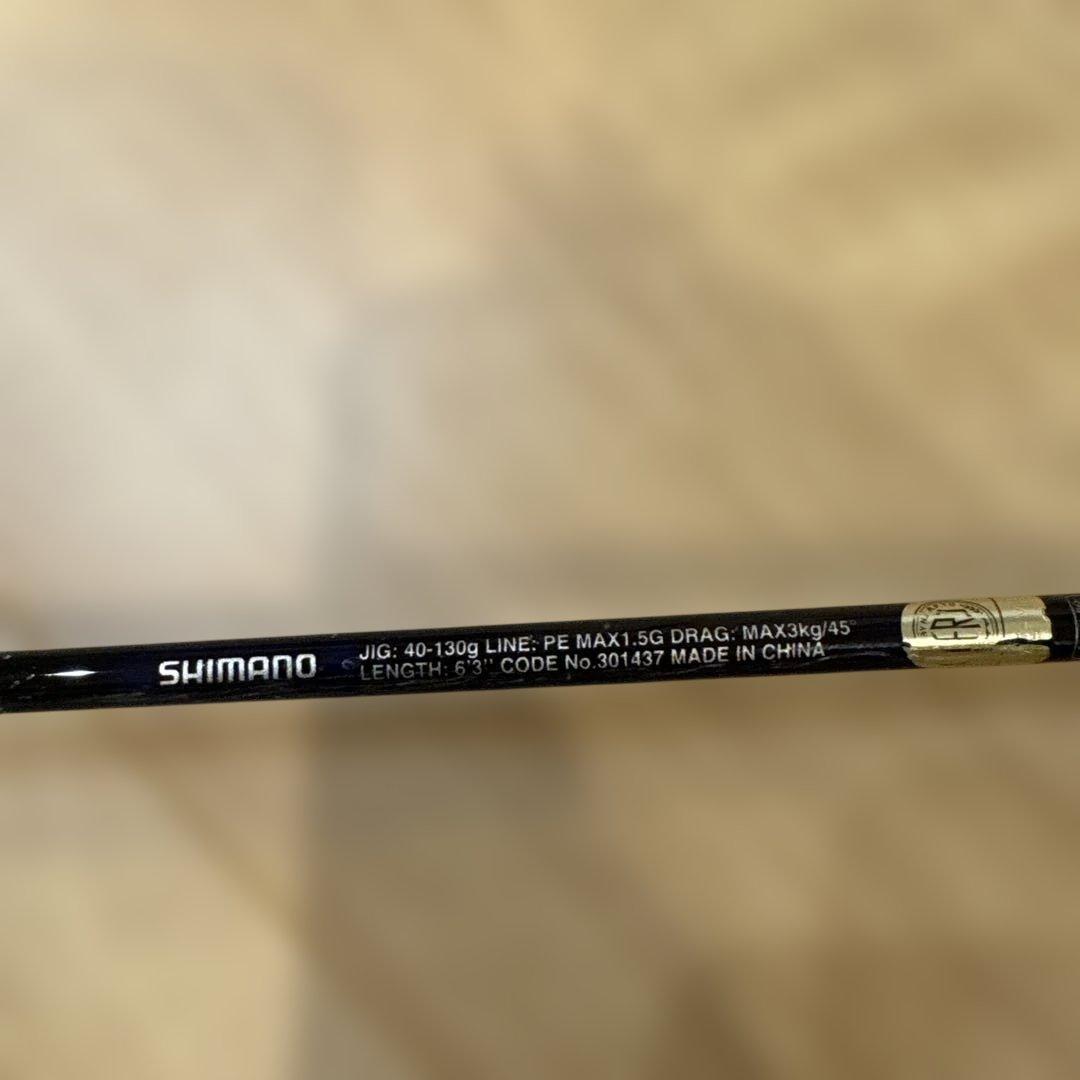 SHIMANO
JIG: 40-130g LINE: PE MAX1.5G DRAG: MAX3kg/45°
LENGTH: 6'3" CODE No.301437 MADE IN CHINA